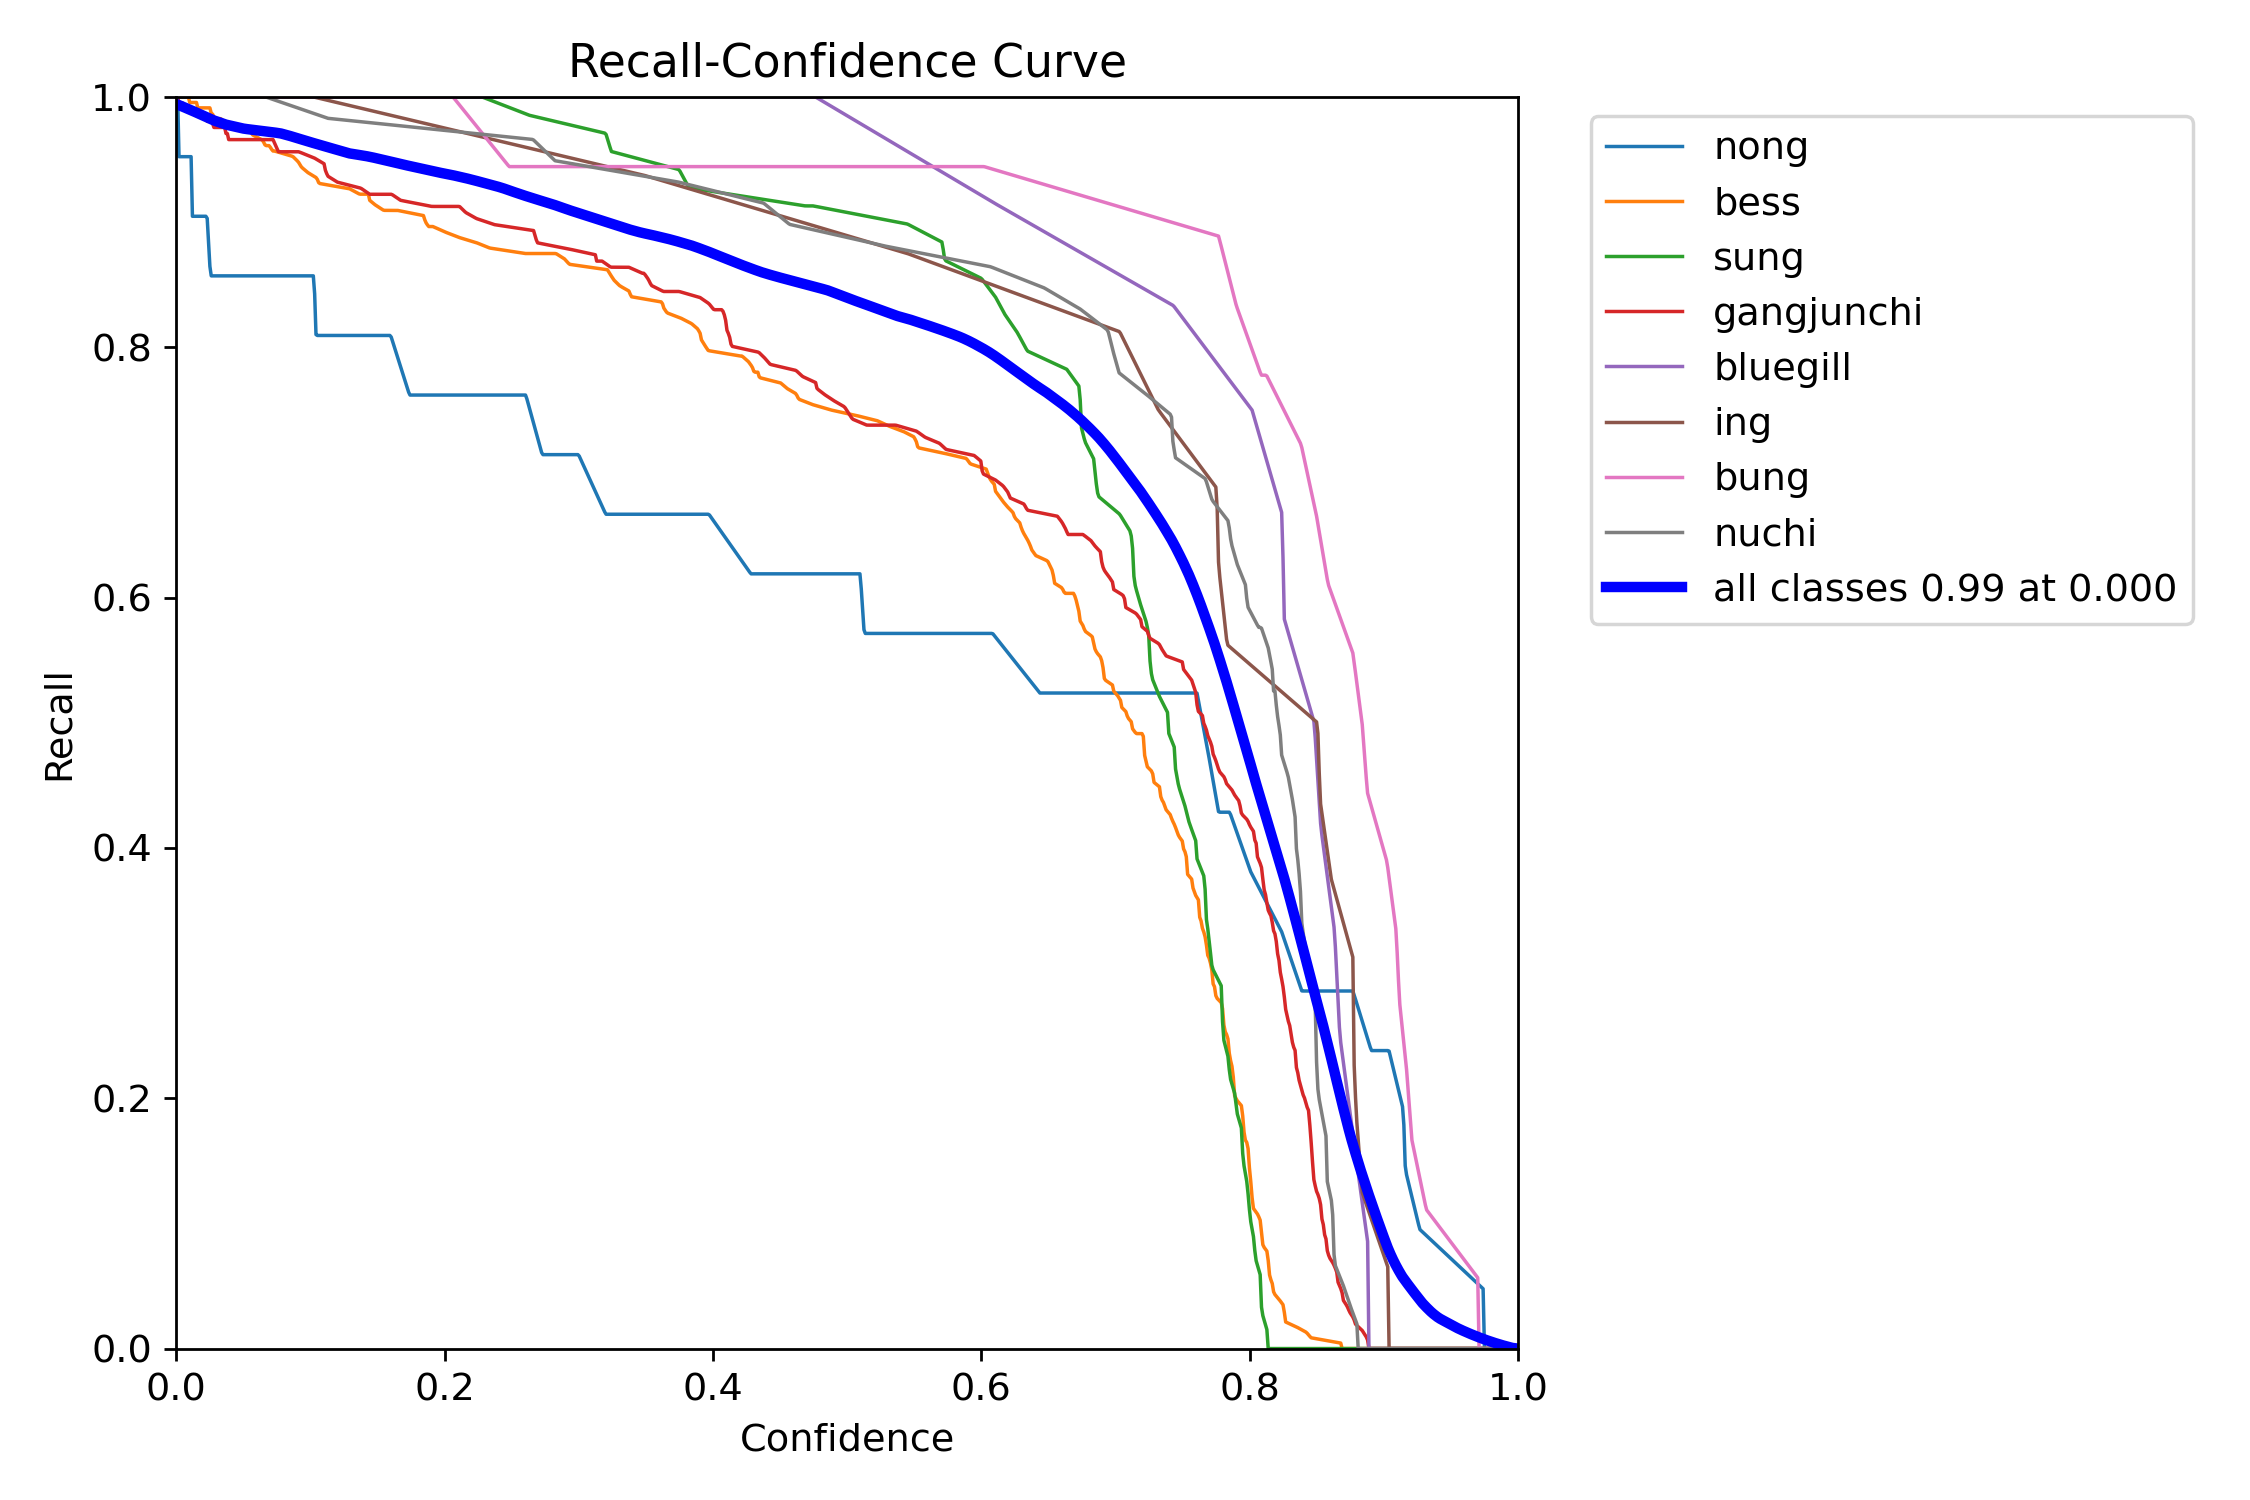 Recall-Confidence Curve
1.0
0.8
0.6
0.4
0.2
0.0
Recall
0.0 0.2 0.4 0.6 0.8 1.0
Confidence
nong
bess
sung
gangjunchi
bluegill
ing
bung
nuchi
all classes 0.99 at 0.000